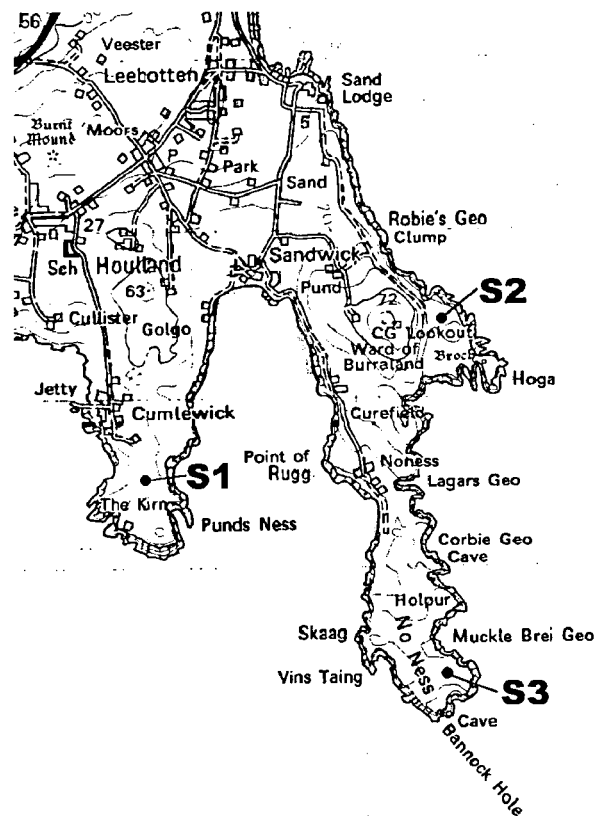 56
Veester
Leebotten
Sand
Lodge
Burnt
Mound
Moors
5
P
Park
Sand
Robie's Geo
Clump
27
Sch
Houlland
Sandwick
Pund
63
72
S2
Cullister
Golgo
CG Lookout
Ward of
Burraland
Broch
Hoga
Jetty
Cumlewick
Curefield
Point of
Rugg
Noness
S1
Lagars Geo
The Kirn
Punds Ness
Corbie Geo
Cave
Holpur
Skaag
No Ness
Muckle Brei Geo
Vins Taing
S3
Cave
Bannock Hole